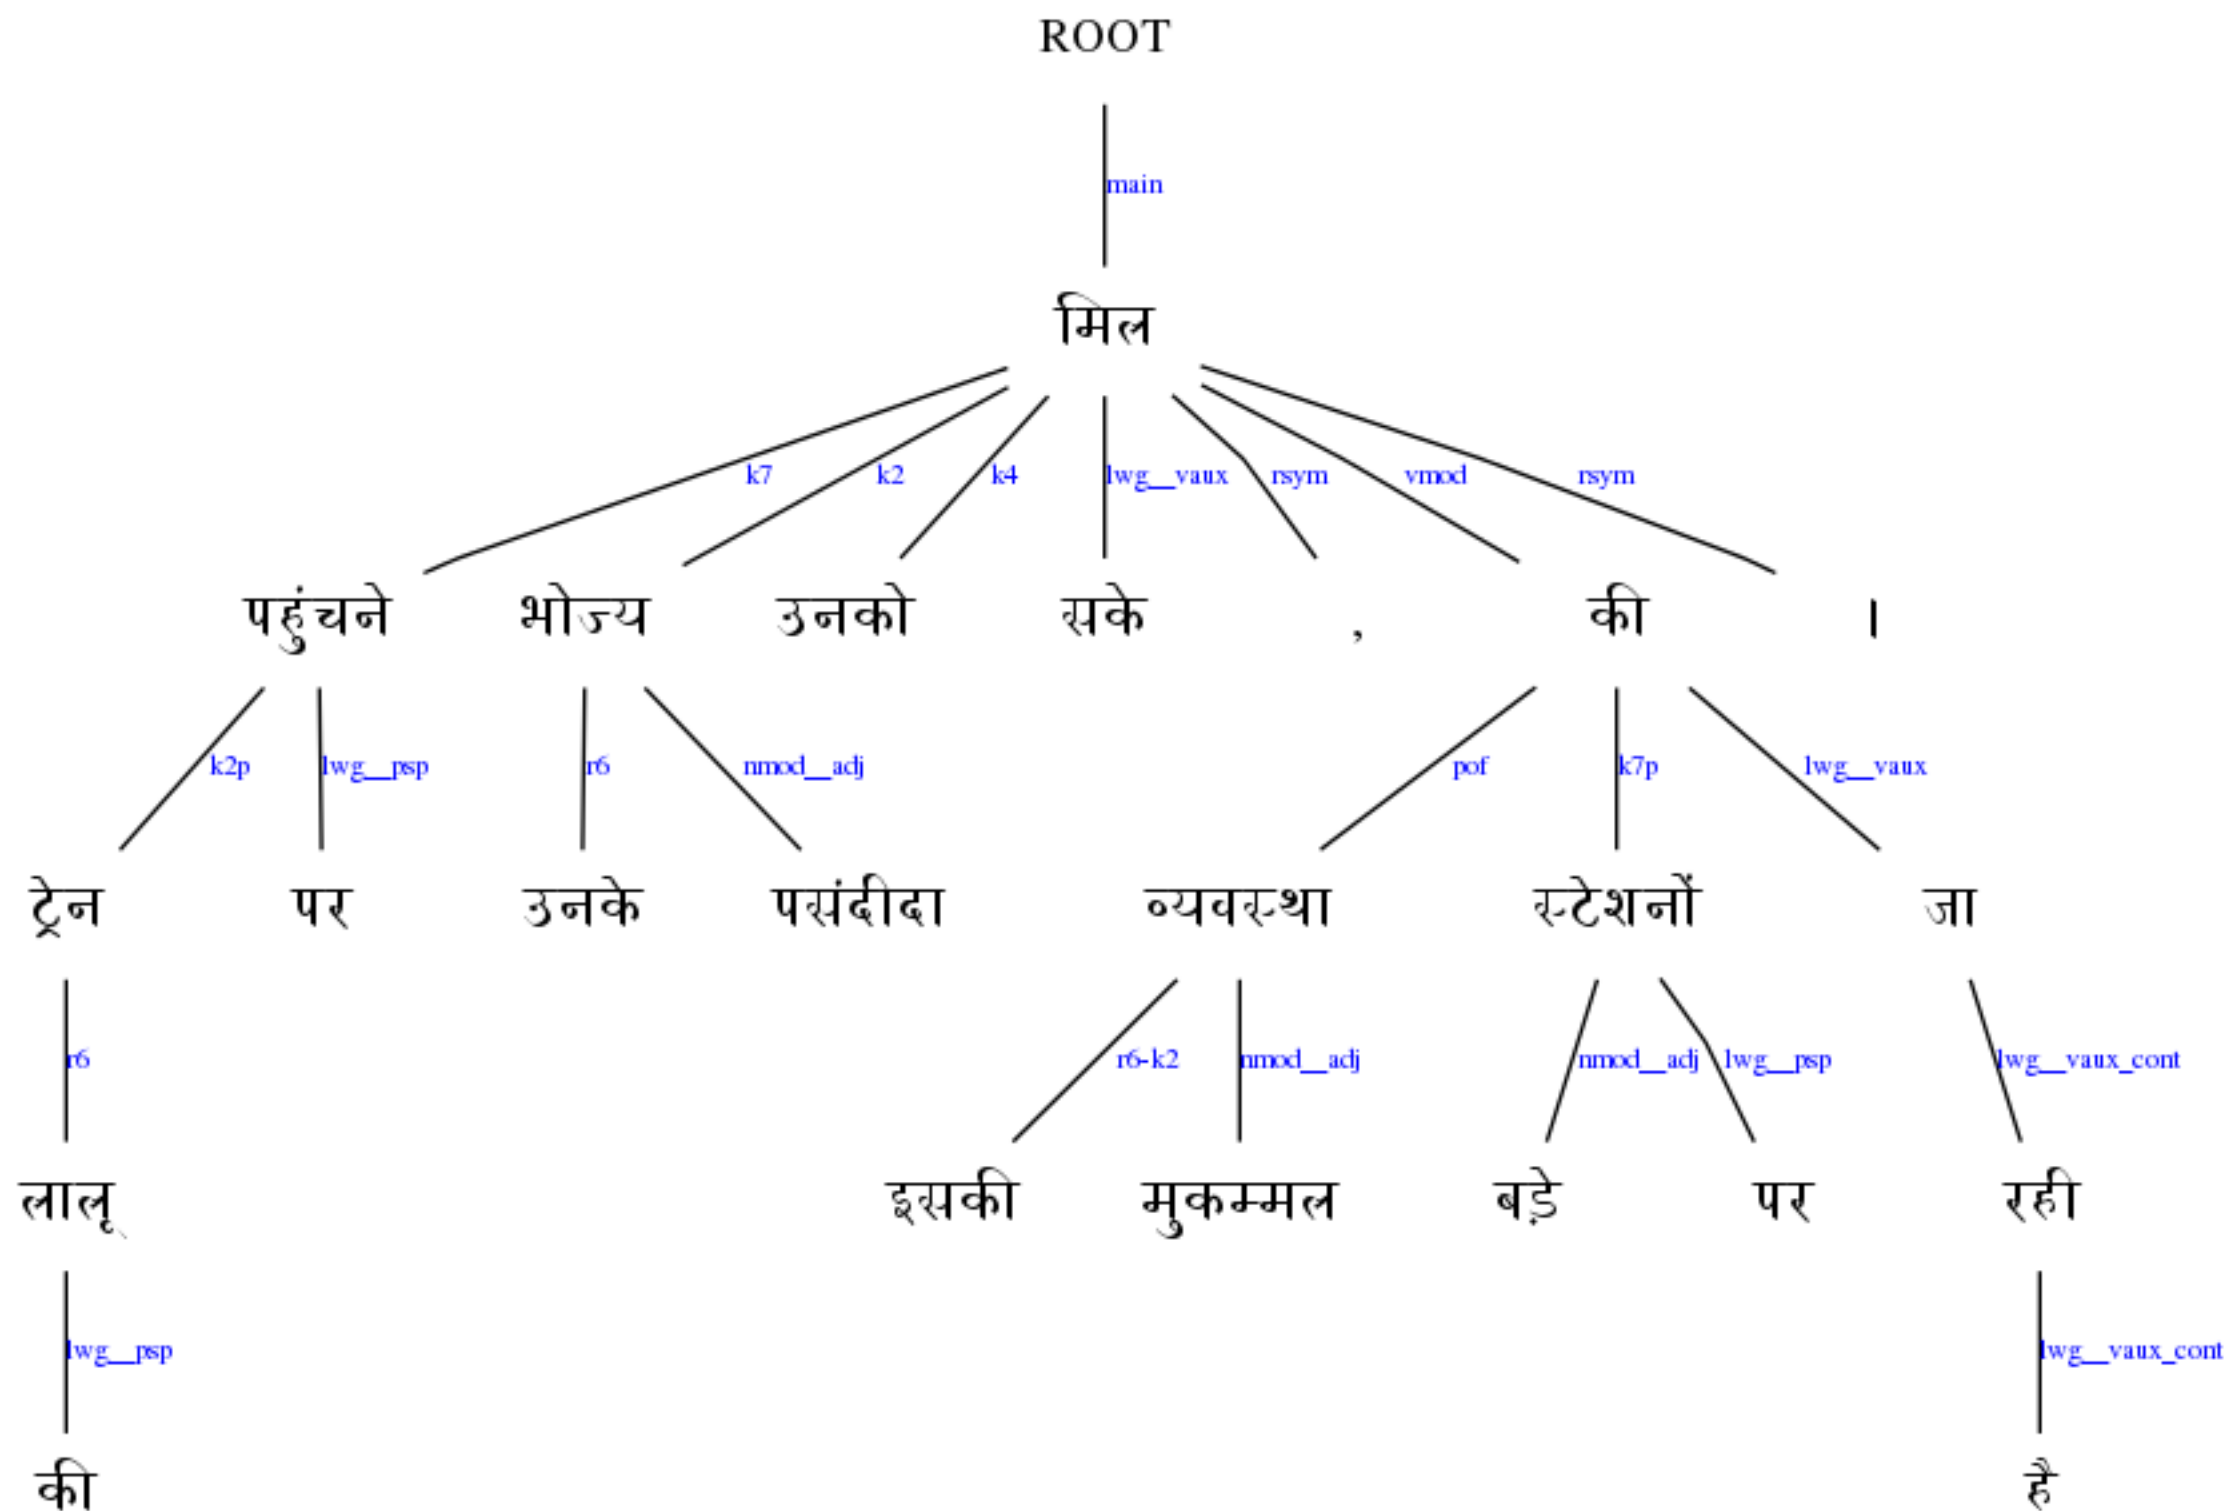 ROOT
main
मिल
k7 k2 k4 lwg__vaux rsym vmod rsym
पहुंचने भोज्य उनको सके , की ।
k2p lwg__psp r6 nmod__adj pof k7p lwg__vaux
ट्रेन पर उनके पसंदीदा व्यवस्था स्टेशनों जा
r6 r6-k2 nmod__adj nmod__adj lwg__psp lwg__vaux_cont
लालू इसकी मुकम्मल बड़े पर रही
lwg__psp lwg__vaux_cont
की है